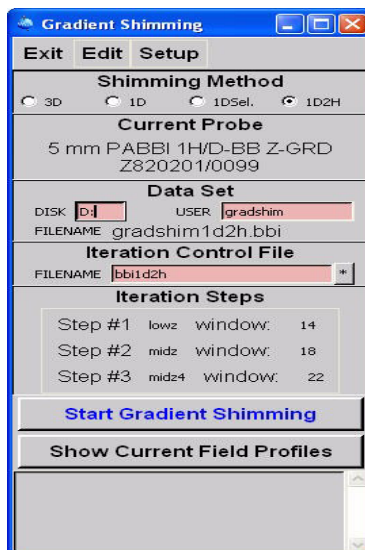 Gradient Shimming
Exit Edit Setup
Shimming Method
3D 1D 1DSel. 1D2H
Current Probe
5 mm PABBI 1H/D-BB Z-GRD
Z820201/0099
Data Set
DISK D: USER gradshim
FILENAME gradshim1d2h.bbi
Iteration Control File
FILENAME bbi1d2h *
Iteration Steps
Step #1 lowz window: 14
Step #2 midz window: 18
Step #3 midz4 window: 22
Start Gradient Shimming
Show Current Field Profiles